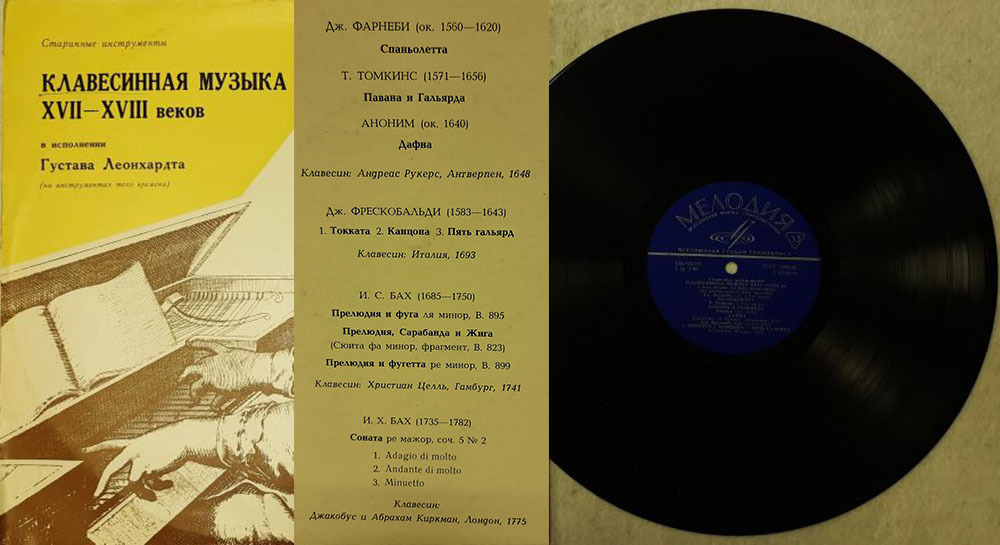 Старинные инструменты
КЛАВЕСИННАЯ МУЗЫКА
XVII—XVIII веков
в исполнении
Густава Леонхардта
(на инструментах того времени)
Дж. ФАРНЕБИ (ок. 1560—1620)
Спаньолетта
Т. ТОМКИНС (1571—1656)
Павана и Гальярда
АНОНИМ (ок. 1640)
Дафна
Клавесин: Андреас Рукерс, Антверпен, 1648
Дж. ФРЕСКОБАЛЬДИ (1583—1643)
1. Токката 2. Канцона 3. Пять гальярд
Клавесин: Италия, 1693
И. С. БАХ (1685—1750)
Прелюдия и фуга ля минор, В. 895
Прелюдия, Сарабанда и Жига
(Сюита фа минор, фрагмент, В. 823)
Прелюдия и фугетта ре минор, В. 899
Клавесин: Христиан Целль, Гамбург, 1741
И. Х. БАХ (1735—1782)
Соната ре мажор, соч. 5 № 2
1. Adagio di molto
2. Andante di molto
3. Minuetto
Клавесин:
Джакобус и Абрахам Киркман, Лондон, 1775
МЕЛОДИЯ